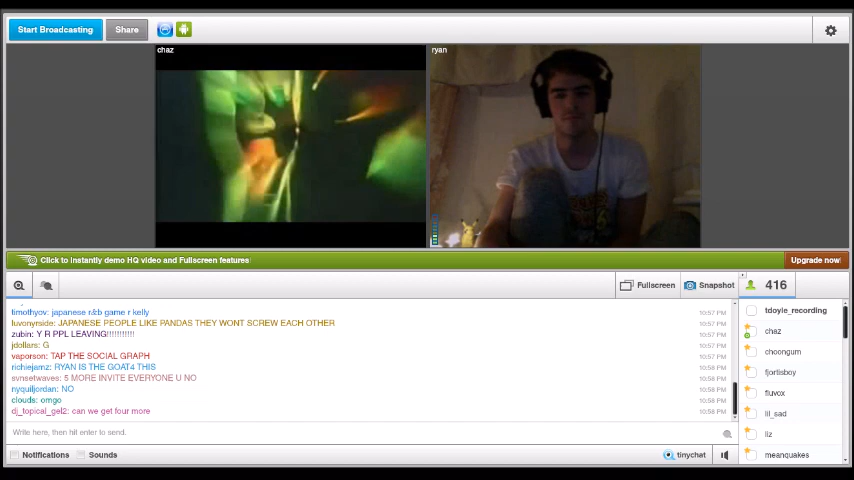 Start Broadcasting
Share
chaz
ryan
Click to instantly demo HQ video and Fullscreen features!
Upgrade now!
Fullscreen
Snapshot
416
timothyov: japanese r&b game r kelly
luvonyrside: JAPANESE PEOPLE LIKE PANDAS THEY WONT SCREW EACH OTHER 10:57 PM
zubin: Y R PPL LEAVING!!!!!!!!!!! 10:57 PM
jdollars: G 10:57 PM
vaporson: TAP THE SOCIAL GRAPH 10:57 PM
richiejamz: RYAN IS THE GOAT4 THIS 10:58 PM
svnsetwaves: 5 MORE INVITE EVERYONE U NO 10:58 PM
nyquiljordan: NO 10:58 PM
clouds: omgo 10:58 PM
dj_topical_gel2: can we get four more 10:58 PM
tdoyle_recording
chaz
choongum
fjortisboy
fluvox
lil_sad
liz
meanquakes
Write here, then hit enter to send.
Notifications
Sounds
tinychat